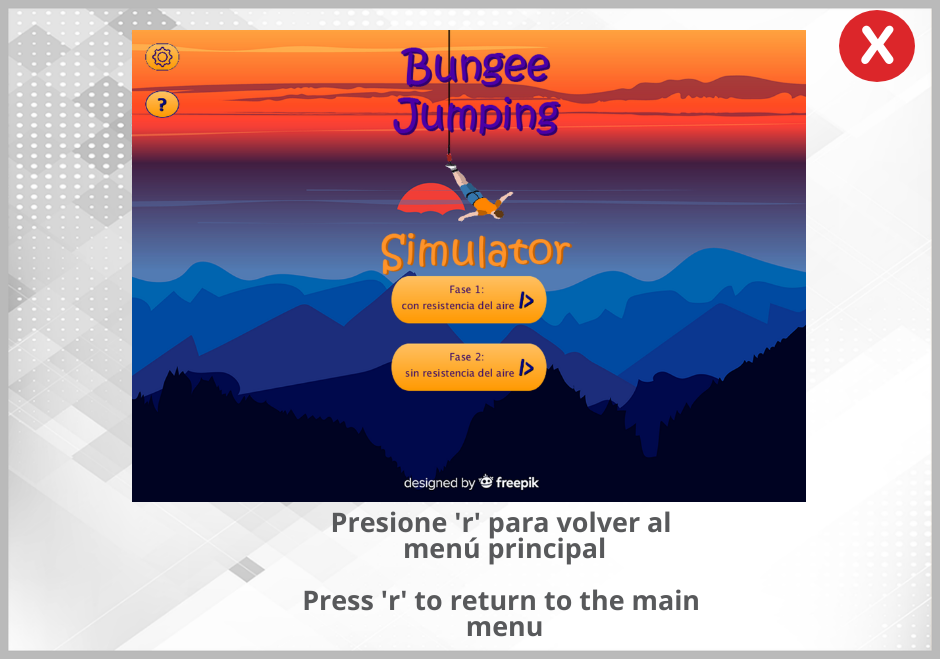 X
?
Bungee
Jumping
Simulator
Fase 1:
con resistencia del aire
Fase 2:
sin resistencia del aire
designed by freepik
Presione 'r' para volver al
menú principal
Press 'r' to return to the main
menu